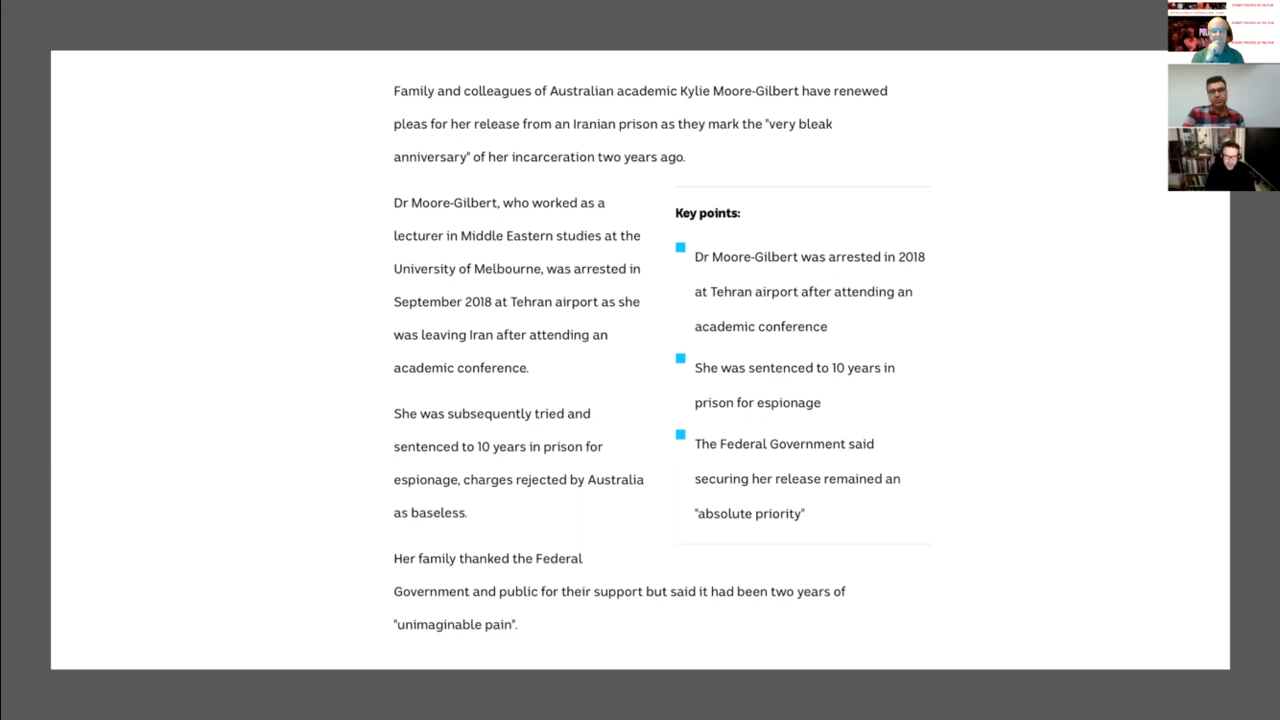 Family and colleagues of Australian academic Kylie Moore-Gilbert have renewed
pleas for her release from an Iranian prison as they mark the "very bleak
anniversary" of her incarceration two years ago.
Dr Moore-Gilbert, who worked as a
lecturer in Middle Eastern studies at the
University of Melbourne, was arrested in
September 2018 at Tehran airport as she
was leaving Iran after attending an
academic conference.
She was subsequently tried and
sentenced to 10 years in prison for
espionage, charges rejected by Australia
as baseless.
Her family thanked the Federal
Government and public for their support but said it had been two years of
"unimaginable pain".
Key points:
Dr Moore-Gilbert was arrested in 2018
at Tehran airport after attending an
academic conference
She was sentenced to 10 years in
prison for espionage
The Federal Government said
securing her release remained an
"absolute priority"